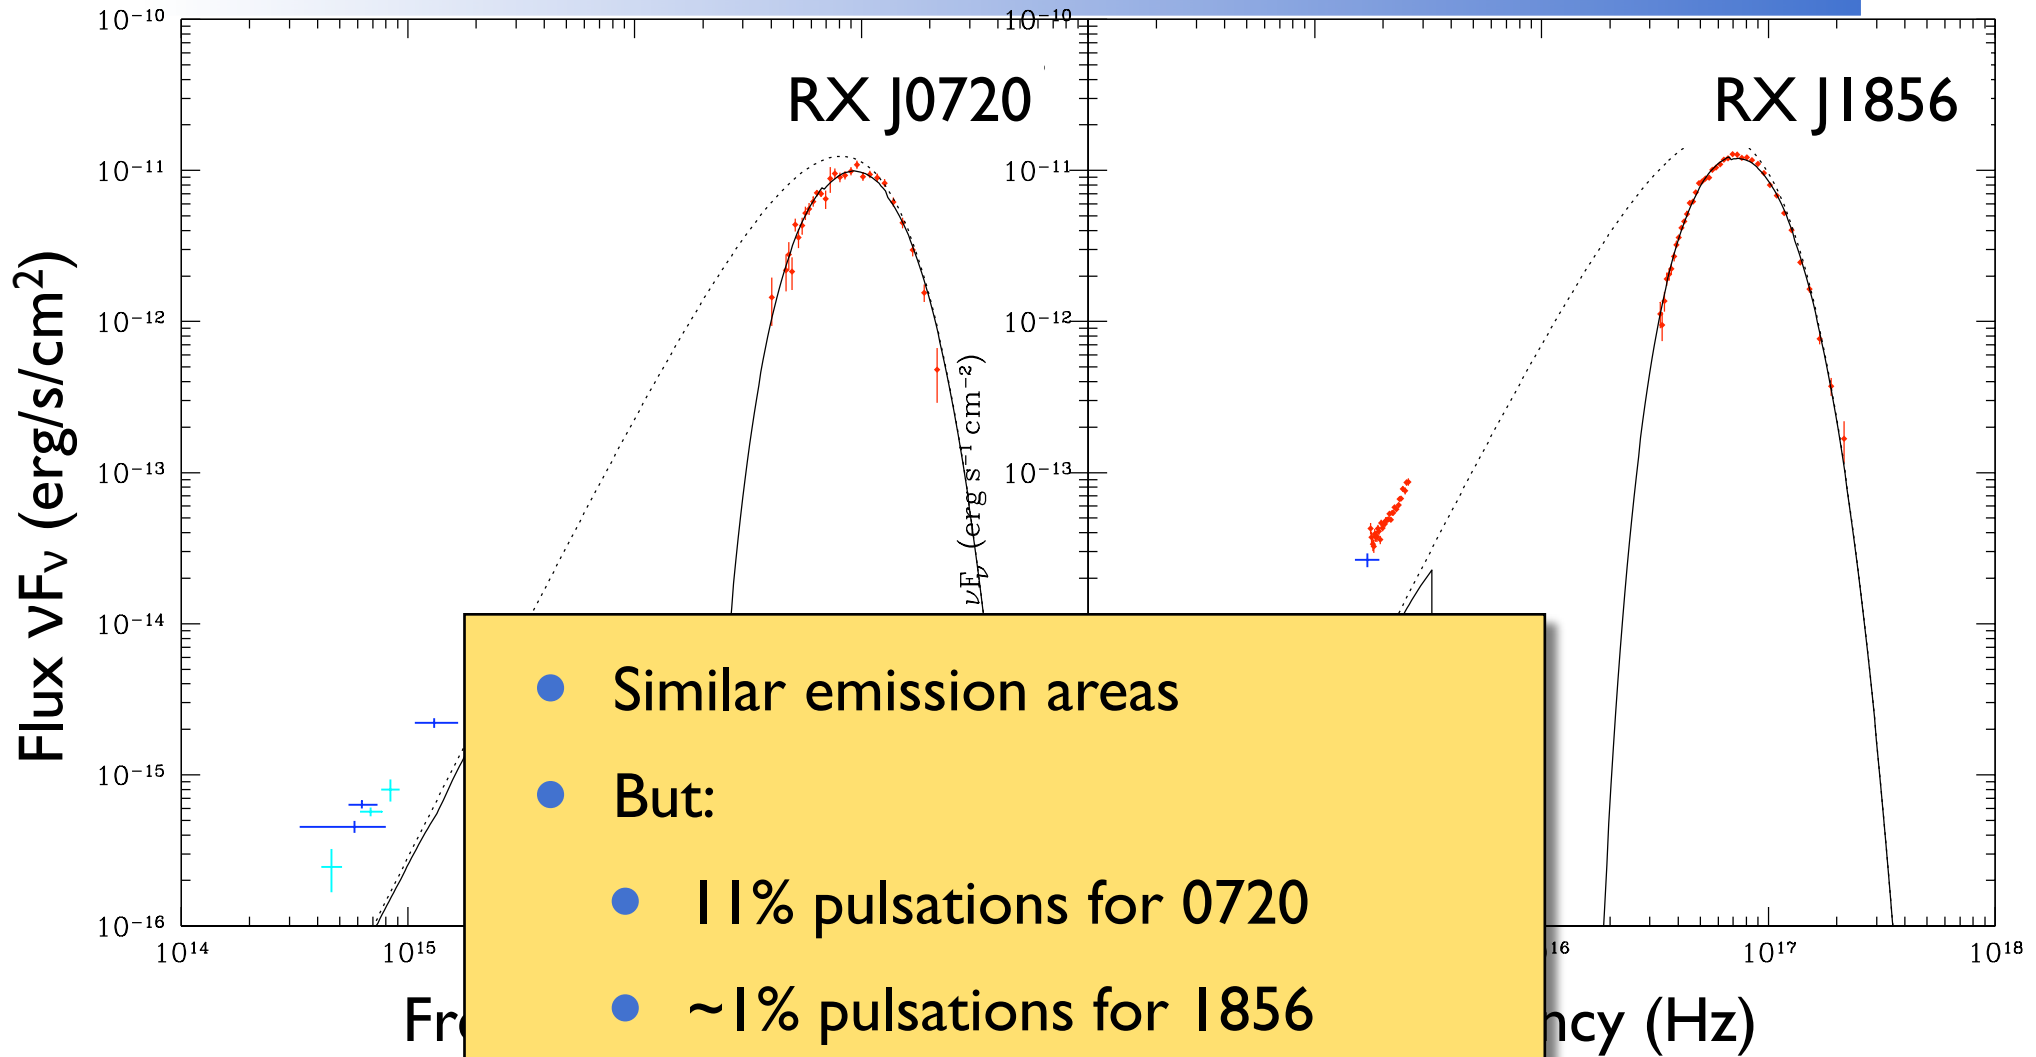 RX J0720
RX J1856
Flux νFν (erg/s/cm²)
10⁻¹⁰
10⁻¹¹
10⁻¹²
10⁻¹³
10⁻¹⁴
10⁻¹⁵
10⁻¹⁶
10¹⁴
10¹⁵
νFν (erg s⁻¹ cm⁻²)
10⁻¹⁰
10⁻¹¹
10⁻¹²
10⁻¹³
10¹⁷
10¹⁸
(Hz)
● Similar emission areas
● But:
● 11% pulsations for 0720
● ~1% pulsations for 1856